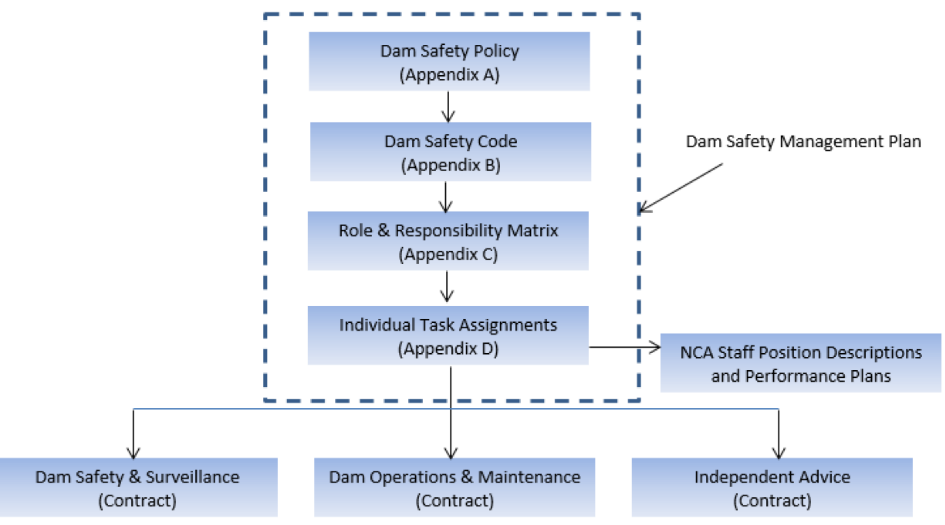 Dam Safety Policy
(Appendix A)
Dam Safety Code
(Appendix B)
Dam Safety Management Plan
Role & Responsibility Matrix
(Appendix C)
Individual Task Assignments
(Appendix D)
NCA Staff Position Descriptions
and Performance Plans
Dam Safety & Surveillance
(Contract)
Dam Operations & Maintenance
(Contract)
Independent Advice
(Contract)